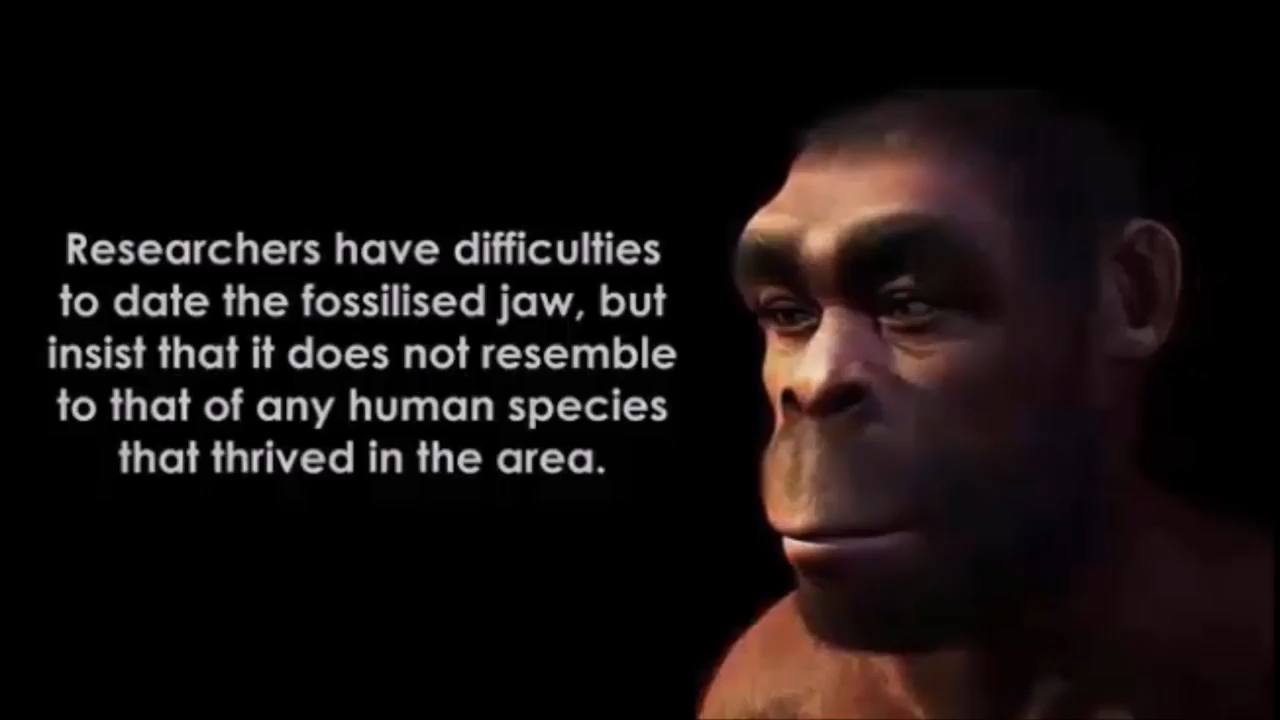 Researchers have difficulties
to date the fossilised jaw, but
insist that it does not resemble
to that of any human species
that thrived in the area.